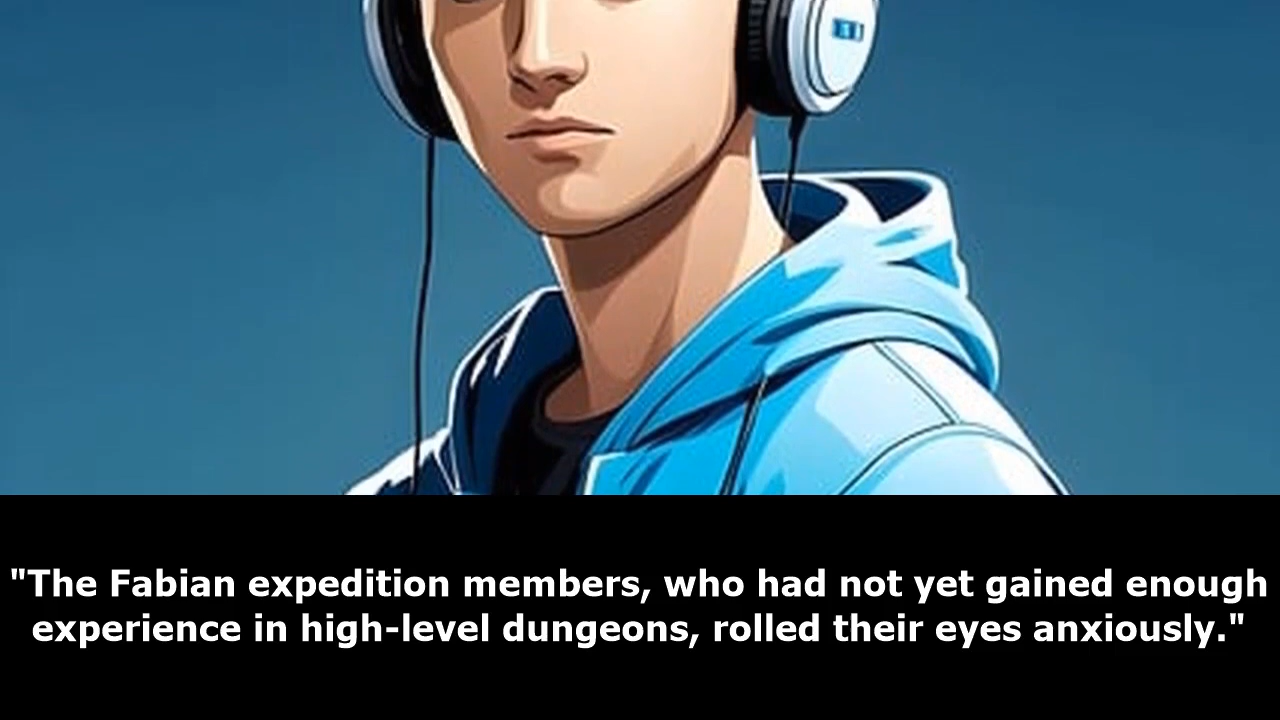 "The Fabian expedition members, who had not yet gained enough
experience in high-level dungeons, rolled their eyes anxiously."